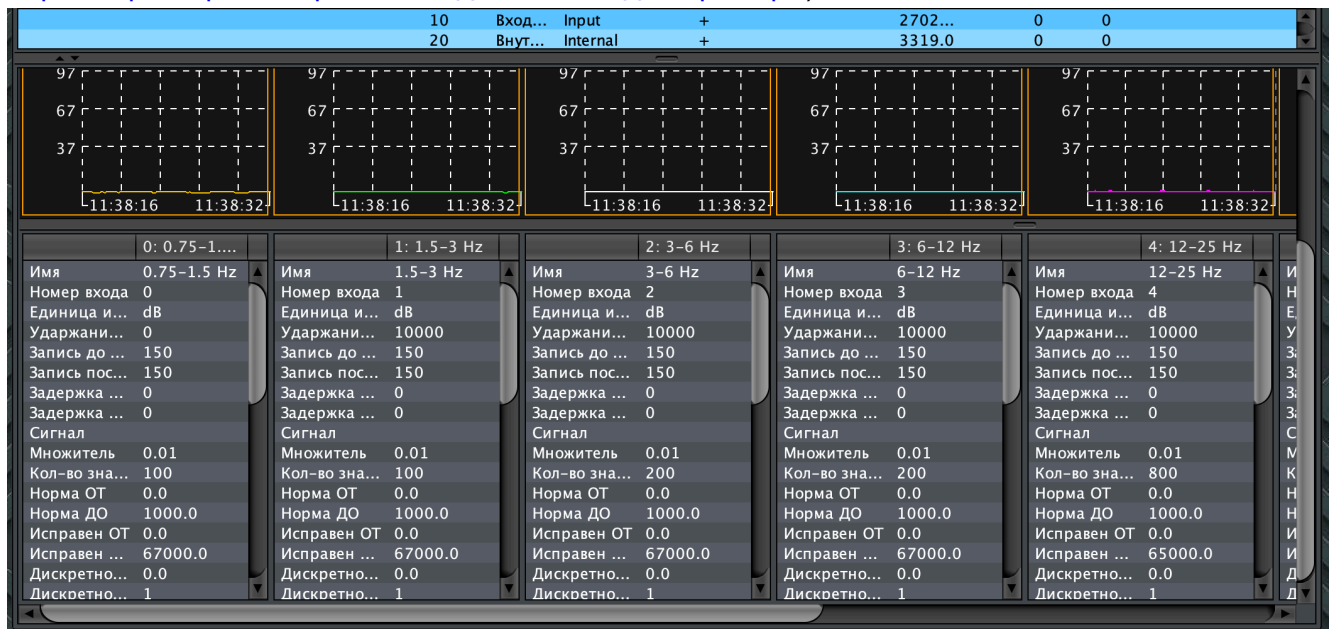 10 Вход... Input + 2702... 0 0
20 Внут... Internal + 3319.0 0 0
97 97 97 97 97
67 67 67 67 67
37 37 37 37 37
11:38:16 11:38:32 11:38:16 11:38:32 11:38:16 11:38:32 11:38:16 11:38:32 11:38:16 11:38:32
0: 0.75-1.... 1: 1.5-3 Hz 2: 3-6 Hz 3: 6-12 Hz 4: 12-25 Hz
Имя 0.75-1.5 Hz Имя 1.5-3 Hz Имя 3-6 Hz Имя 6-12 Hz Имя 12-25 Hz
Номер входа 0 Номер входа 1 Номер входа 2 Номер входа 3 Номер входа 4
Единица и... dB Единица и... dB Единица и... dB Единица и... dB Единица и... dB
Ударжани... 0 Ударжани... 10000 Ударжани... 10000 Ударжани... 10000 Ударжани... 10000
Запись до ... 150 Запись до ... 150 Запись до ... 150 Запись до ... 150 Запись до ... 150
Запись пос... 150 Запись пос... 150 Запись пос... 150 Запись пос... 150 Запись пос... 150
Задержка ... 0 Задержка ... 0 Задержка ... 0 Задержка ... 0 Задержка ... 0
Задержка ... 0 Задержка ... 0 Задержка ... 0 Задержка ... 0 Задержка ... 0
Сигнал Сигнал Сигнал Сигнал Сигнал
Множитель 0.01 Множитель 0.01 Множитель 0.01 Множитель 0.01 Множитель 0.01
Кол-во зна... 100 Кол-во зна... 100 Кол-во зна... 200 Кол-во зна... 200 Кол-во зна... 800
Норма ОТ 0.0 Норма ОТ 0.0 Норма ОТ 0.0 Норма ОТ 0.0 Норма ОТ 0.0
Норма ДО 1000.0 Норма ДО 1000.0 Норма ДО 1000.0 Норма ДО 1000.0 Норма ДО 1000.0
Исправен ОТ 0.0 Исправен ОТ 0.0 Исправен ОТ 0.0 Исправен ОТ 0.0 Исправен ОТ 0.0
Исправен ... 67000.0 Исправен ... 67000.0 Исправен ... 67000.0 Исправен ... 67000.0 Исправен ... 65000.0
Дискретно... 0.0 Дискретно... 0.0 Дискретно... 0.0 Дискретно... 0.0 Дискретно... 0.0
Дискретно... 1 Дискретно... 1 Дискретно... 1 Дискретно... 1 Дискретно... 1